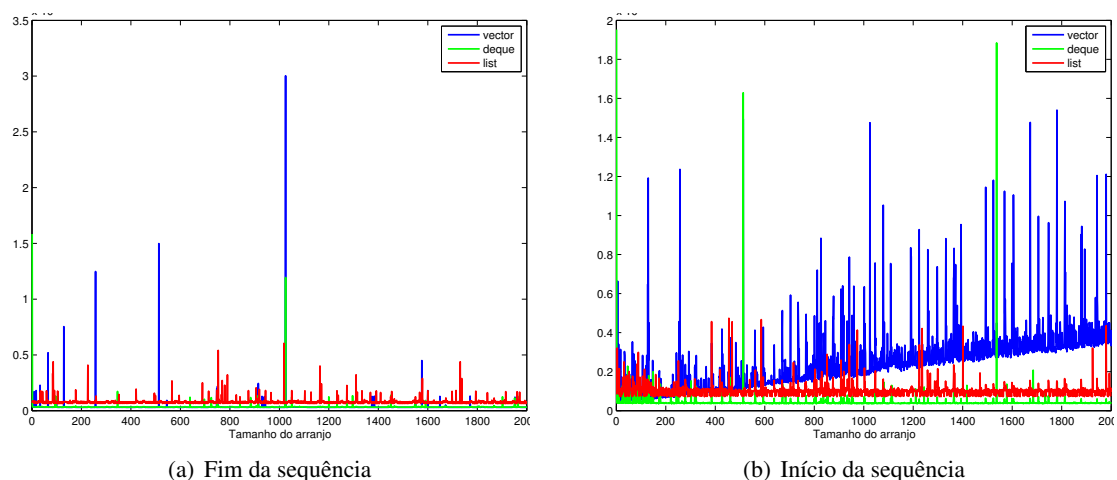 3.5
3
2.5
2
1.5
1
0.5
0
vector
deque
list
0 200 400 600 800 1000 1200 1400 1600 1800
Tamanho do arranjo
(a) Fim da sequência
2
1.8
1.6
1.4
1.2
1
0.8
0.6
0.4
0.2
0
vector
deque
list
0 200 400 600 800 1000 1200 1400 1600 1800
Tamanho do arranjo
(b) Início da sequência